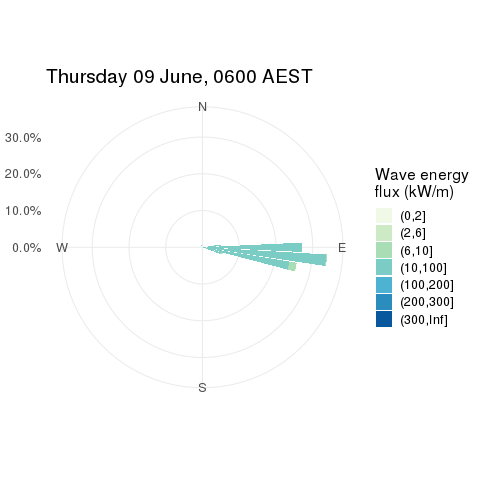 Thursday 09 June, 0600 AEST
N
30.0%
20.0%
10.0%
0.0%
W
E
S
Wave energy
flux (kW/m)
(0,2]
(2,6]
(6,10]
(10,100]
(100,200]
(200,300]
(300,Inf]